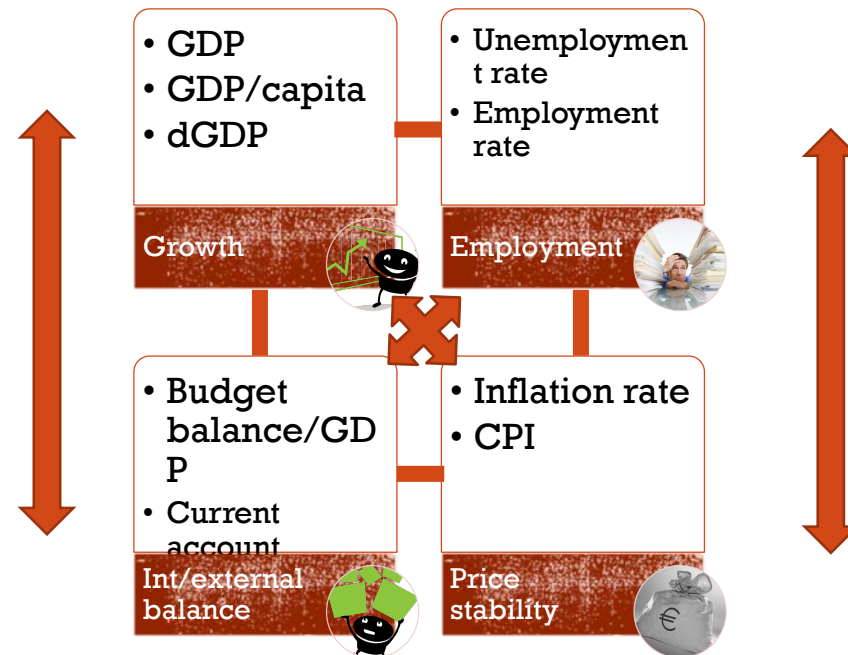 • GDP
• GDP/capita
• dGDP
Growth
• Unemploymen
t rate
• Employment
rate
Employment
• Budget
balance/GD
P
• Current
account
Int/external
balance
• Inflation rate
• CPI
Price
stability
€